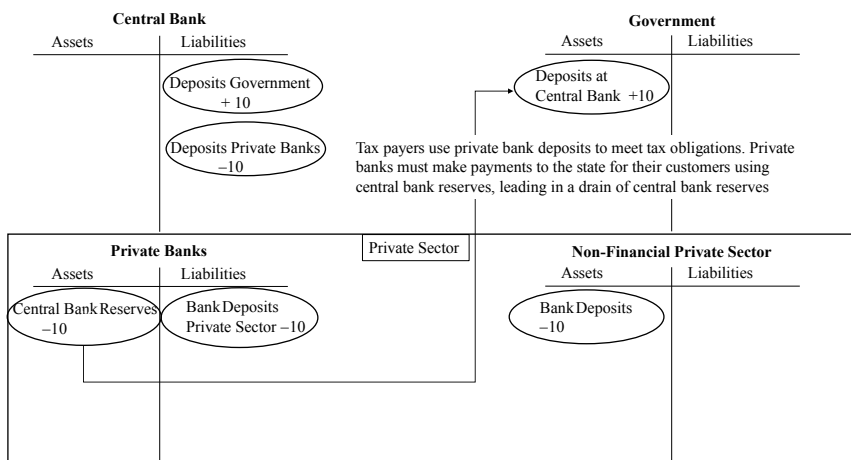 Central Bank
Assets Liabilities
Deposits Government
+ 10
Deposits Private Banks
–10
Government
Assets Liabilities
Deposits at
Central Bank +10
Tax payers use private bank deposits to meet tax obligations. Private
banks must make payments to the state for their customers using
central bank reserves, leading in a drain of central bank reserves
Private Sector
Private Banks
Assets Liabilities
Central Bank Reserves
–10
Bank Deposits
Private Sector –10
Non-Financial Private Sector
Assets Liabilities
Bank Deposits
–10